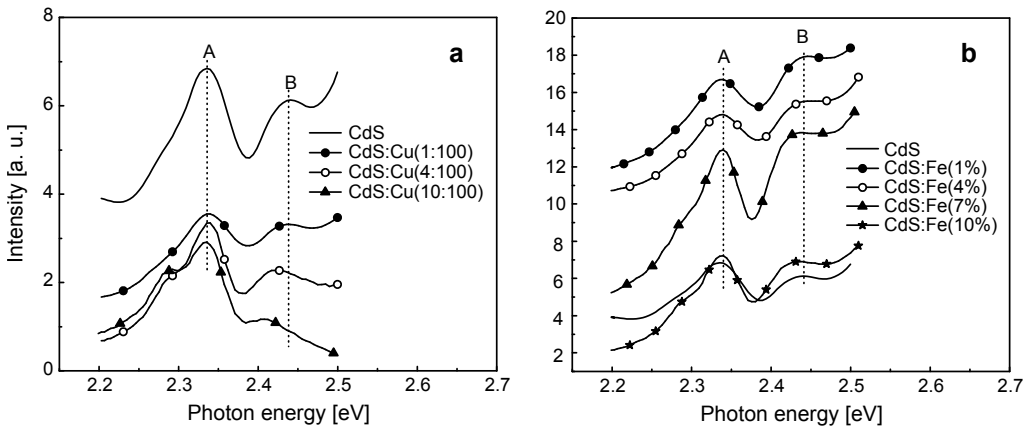 a
A
B
8
6
4
2
0
Intensity [a. u.]
CdS
CdS:Cu(1:100)
CdS:Cu(4:100)
CdS:Cu(10:100)
2.2 2.3 2.4 2.5 2.6 2.7
Photon energy [eV]
b
A
B
20
18
16
14
12
10
8
6
4
2
CdS
CdS:Fe(1%)
CdS:Fe(4%)
CdS:Fe(7%)
CdS:Fe(10%)
2.2 2.3 2.4 2.5 2.6 2.7
Photon energy [eV]